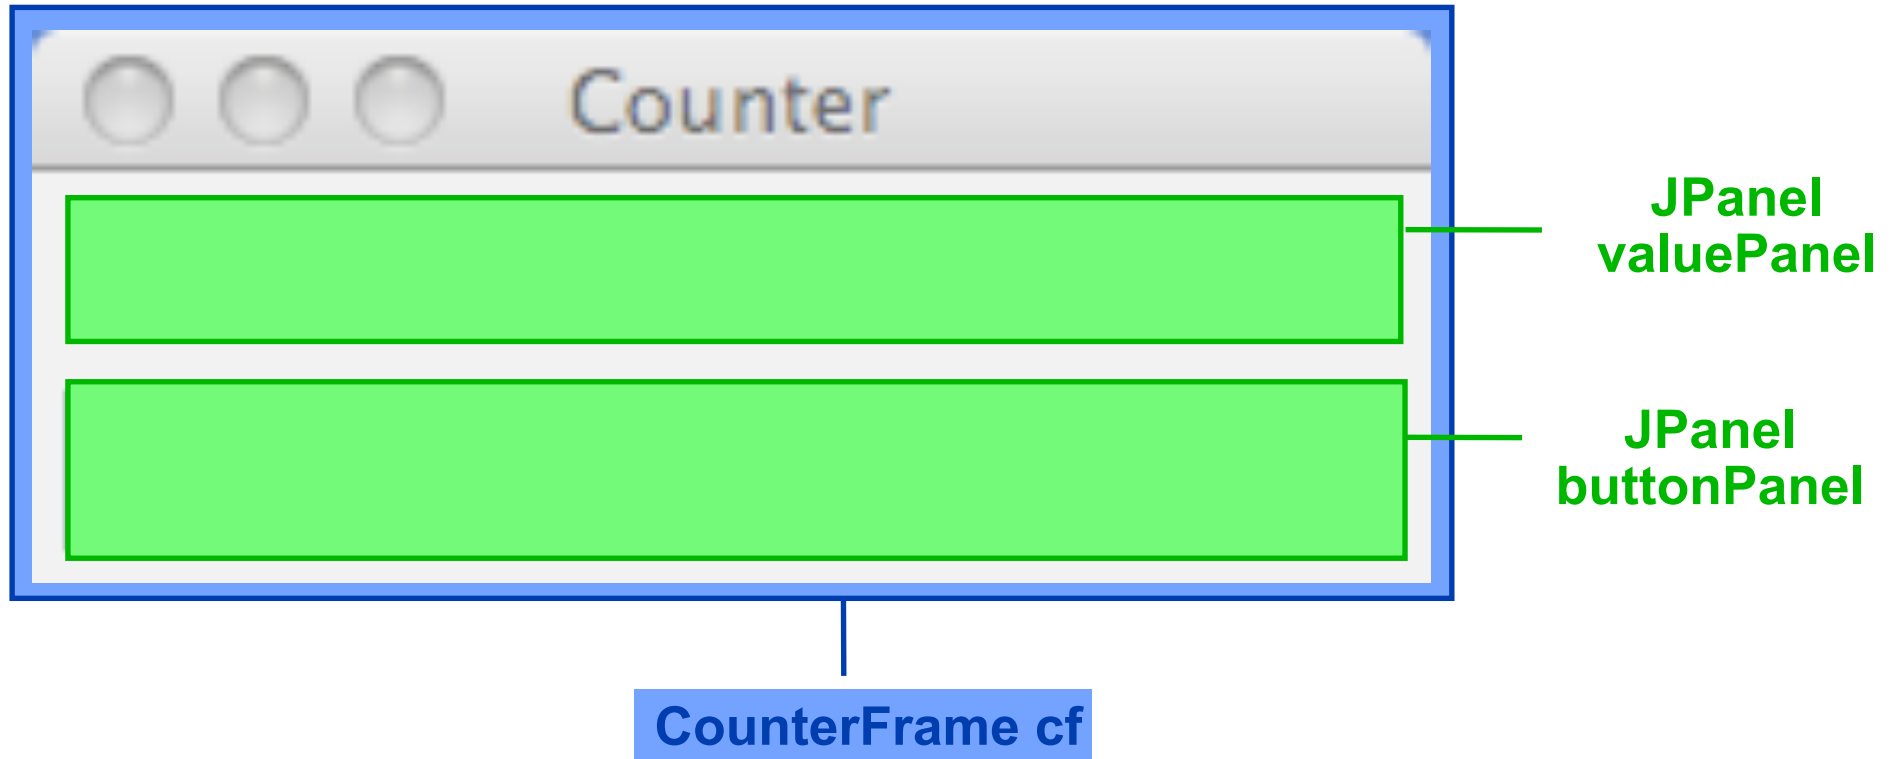 Counter
JPanel
valuePanel
JPanel
buttonPanel
CounterFrame cf